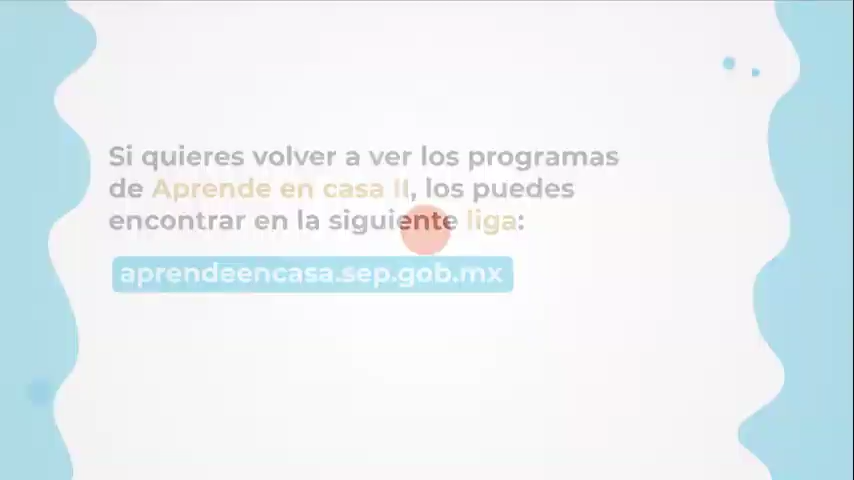 Si quieres volver a ver los programas
de Aprende en casa II, los puedes
encontrar en la siguiente liga:
aprendeencasa.sep.gob.mx